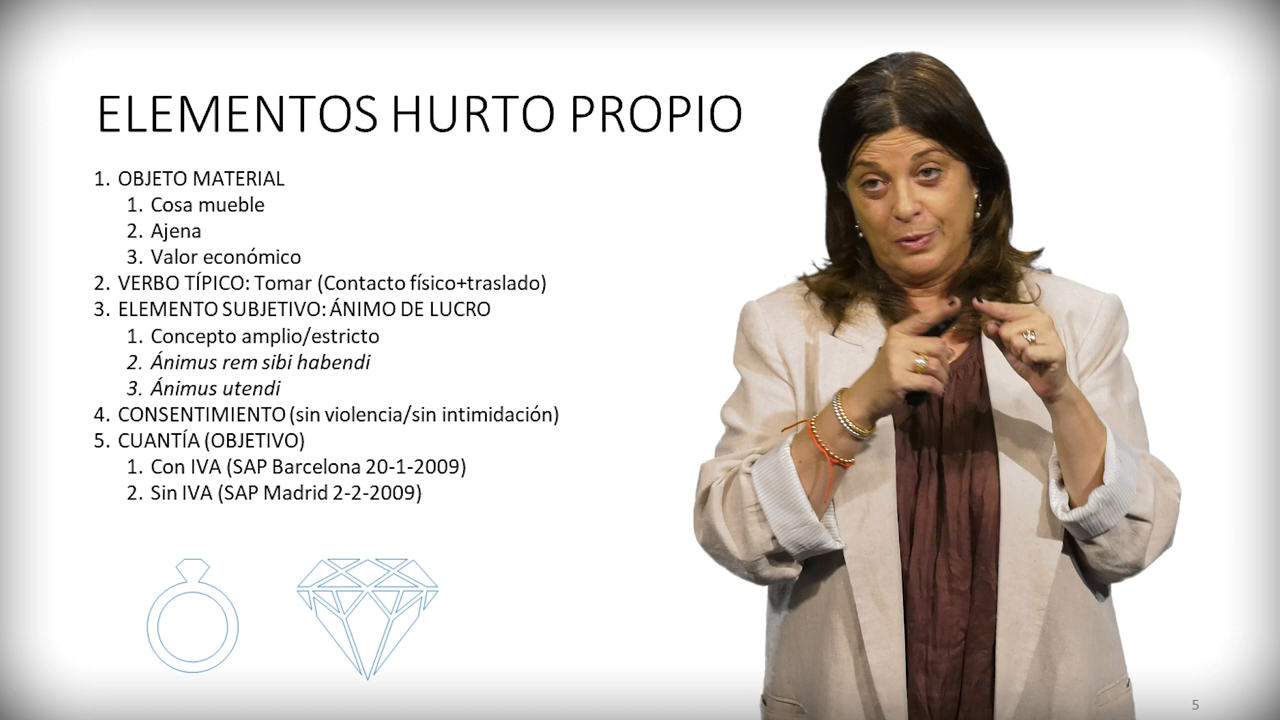 ELEMENTOS HURTO PROPIO
1. OBJETO MATERIAL
1. Cosa mueble
2. Ajena
3. Valor económico
2. VERBO TÍPICO: Tomar (Contacto físico+traslado)
3. ELEMENTO SUBJETIVO: ÁNIMO DE LUCRO
1. Concepto amplio/estricto
2. Ánimus rem sibi habendi
3. Ánimus utendi
4. CONSENTIMIENTO (sin violencia/sin intimidación)
5. CUANTÍA (OBJETIVO)
1. Con IVA (SAP Barcelona 20-1-2009)
2. Sin IVA (SAP Madrid 2-2-2009)
5